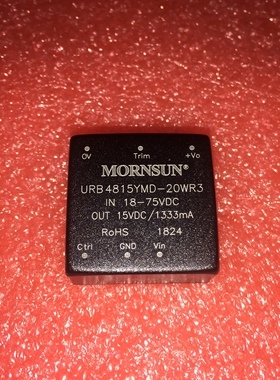 0V Trim +Vo
MORNSUN®
URB4815YMD-20WR3
IN 18-75VDC
OUT 15VDC/1333mA
RoHS 1824
Ctrl GND Vin